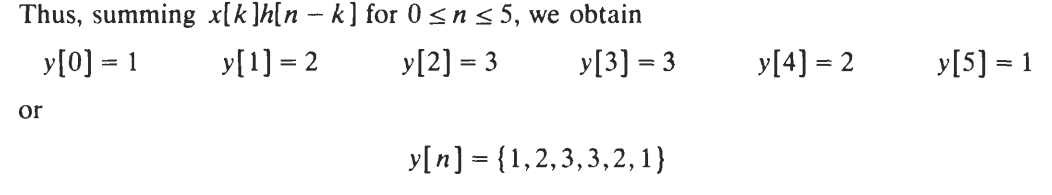 Thus, summing x[k]h[n − k] for 0 ≤ n ≤ 5, we obtain
y[0] = 1 y[1] = 2 y[2] = 3 y[3] = 3 y[4] = 2 y[5] = 1
or
y[n] = {1, 2, 3, 3, 2, 1}